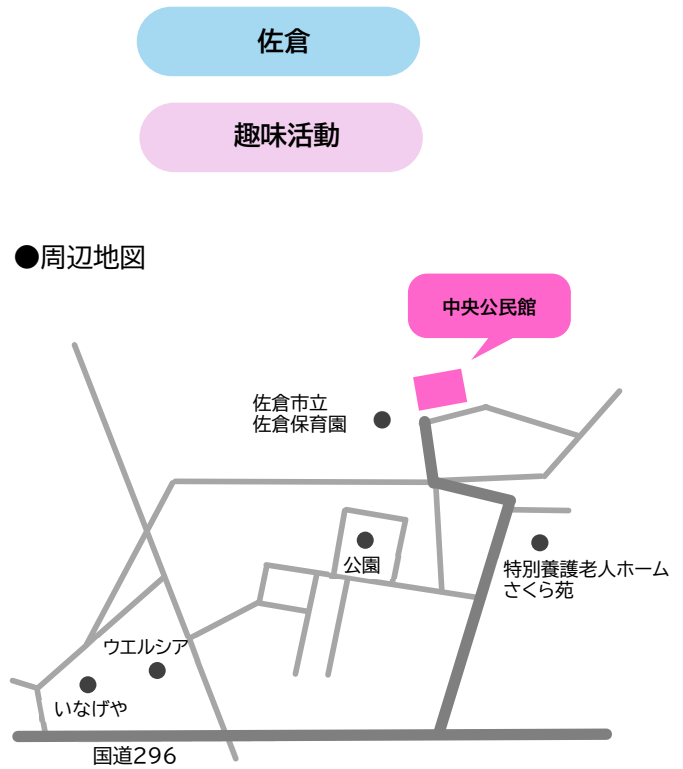 佐倉
趣味活動
●周辺地図
中央公民館
佐倉市立
佐倉保育園
公園
特別養護老人ホーム
さくら苑
ウエルシア
いなげや
国道296